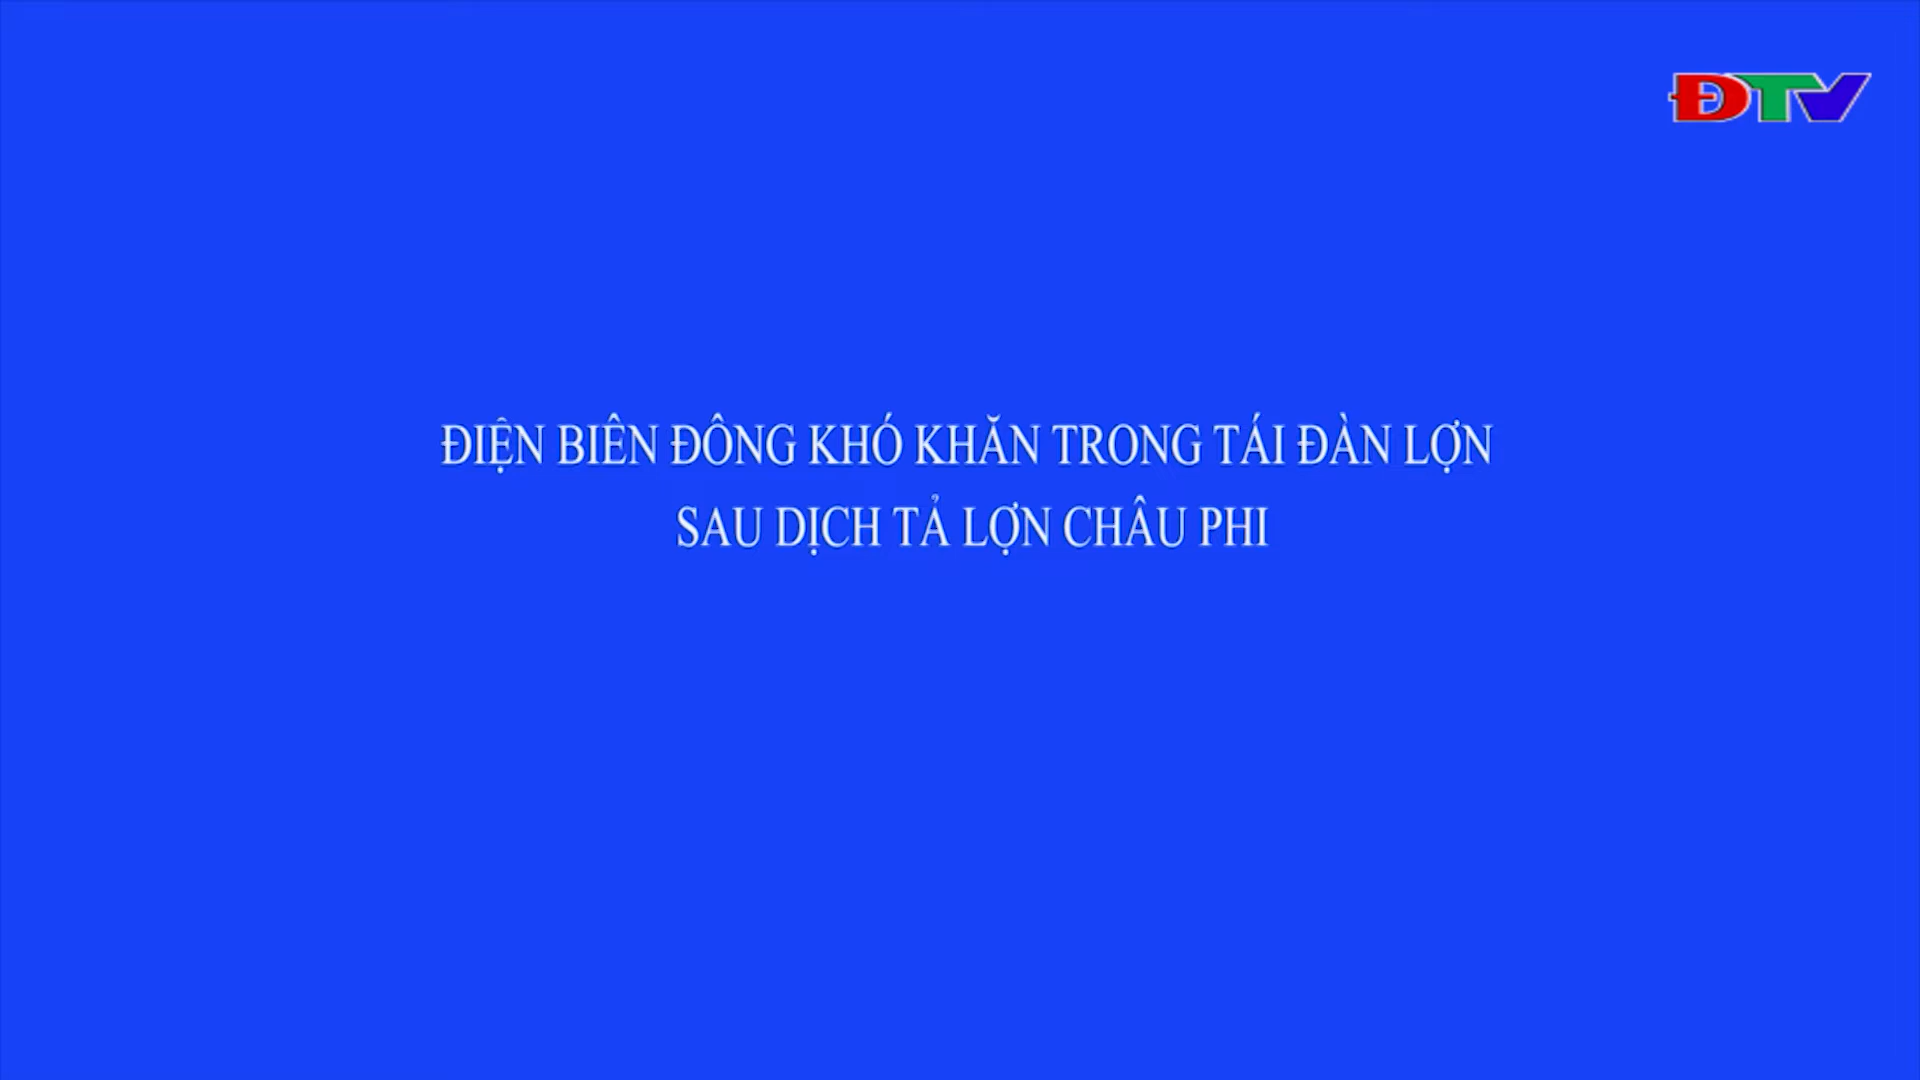 ĐTV
ĐIỆN BIÊN ĐÔNG KHÓ KHĂN TRONG TÁI ĐÀN LỢN
SAU DỊCH TẢ LỢN CHÂU PHI